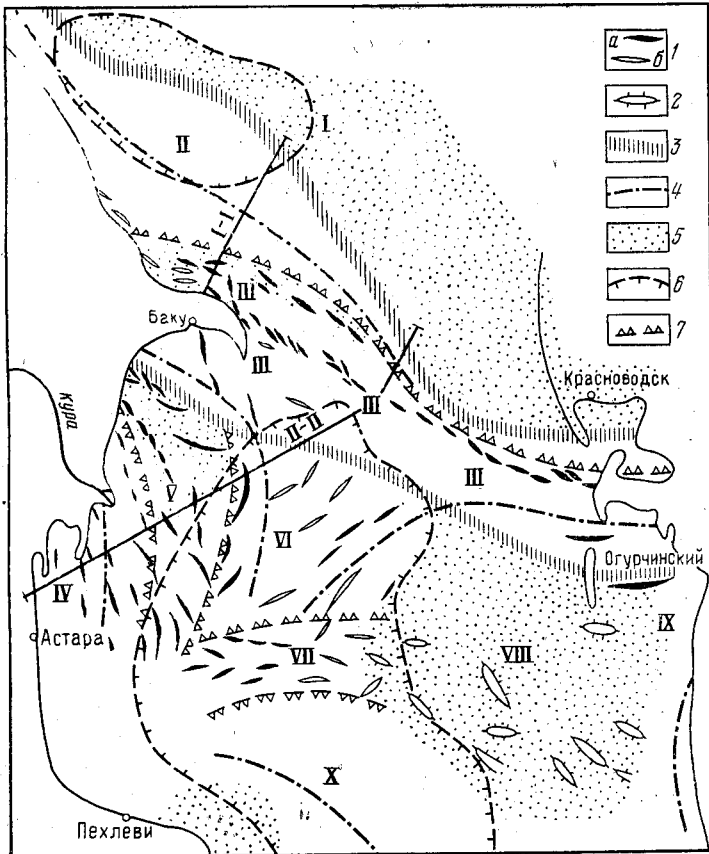 а
б 1
2
3
4
5
6
7
I
II
I-I
III
Баку
III
Красноводск
III
Кура
II-II
III
V
VI
Огурчинский
IV
IX
Астара
VII
VIII
X
Пехлеви